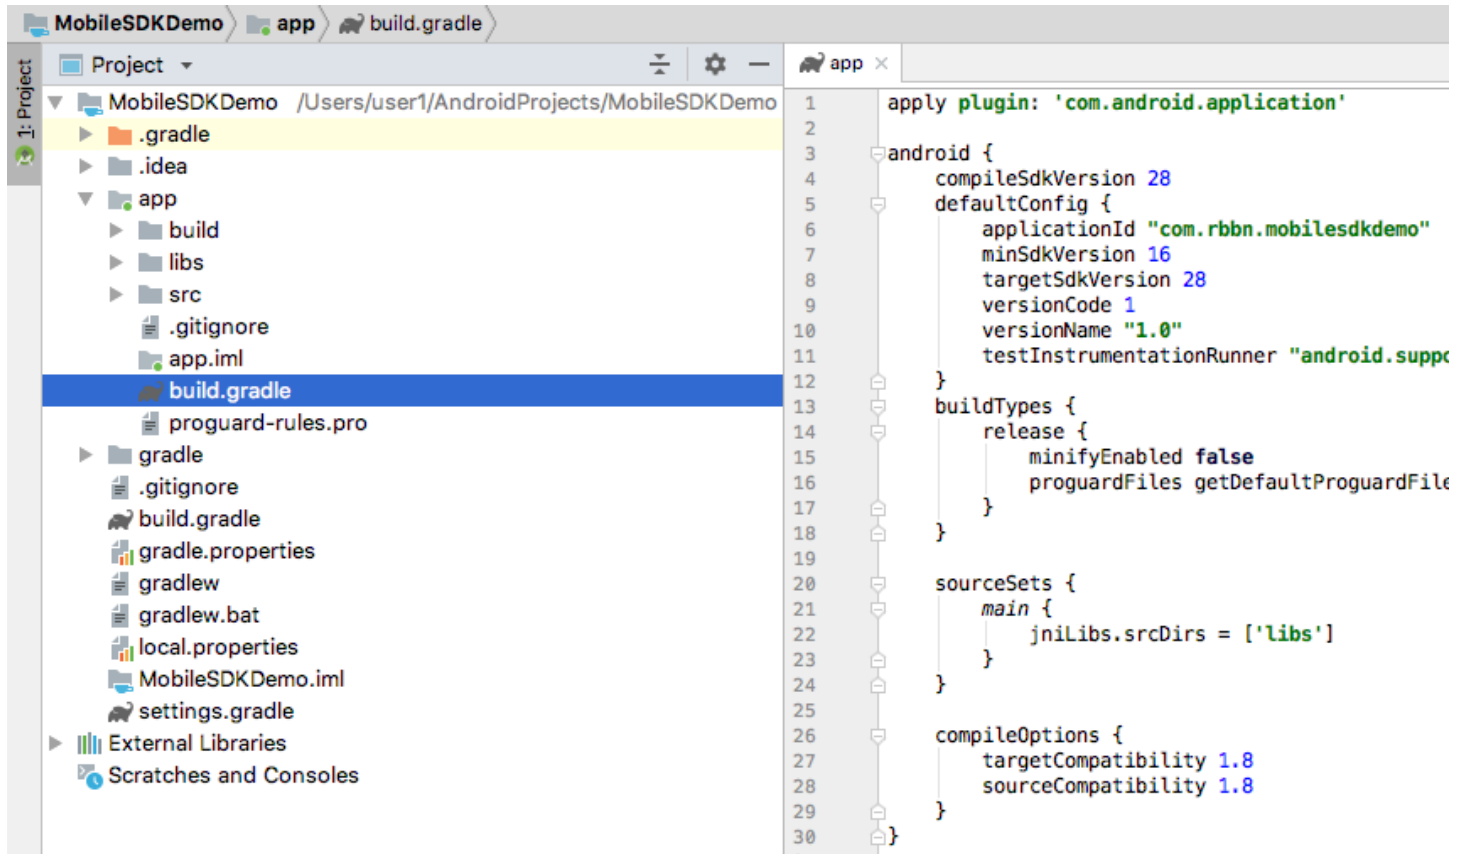 MobileSDKDemo app build.gradle
1: Project
Project
MobileSDKDemo /Users/user1/AndroidProjects/MobileSDKDemo
.gradle
.idea
app
build
libs
src
.gitignore
app.iml
build.gradle
proguard-rules.pro
gradle
.gitignore
build.gradle
gradle.properties
gradlew
gradlew.bat
local.properties
MobileSDKDemo.iml
settings.gradle
External Libraries
Scratches and Consoles
app
1 apply plugin: 'com.android.application'
2
3 android {
4 compileSdkVersion 28
5 defaultConfig {
6 applicationId "com.rbbn.mobilesdkdemo"
7 minSdkVersion 16
8 targetSdkVersion 28
9 versionCode 1
10 versionName "1.0"
11 testInstrumentationRunner "android.suppo
12 }
13 buildTypes {
14 release {
15 minifyEnabled false
16 proguardFiles getDefaultProguardFile
17 }
18 }
19
20 sourceSets {
21 main {
22 jniLibs.srcDirs = ['libs']
23 }
24 }
25
26 compileOptions {
27 targetCompatibility 1.8
28 sourceCompatibility 1.8
29 }
30 }